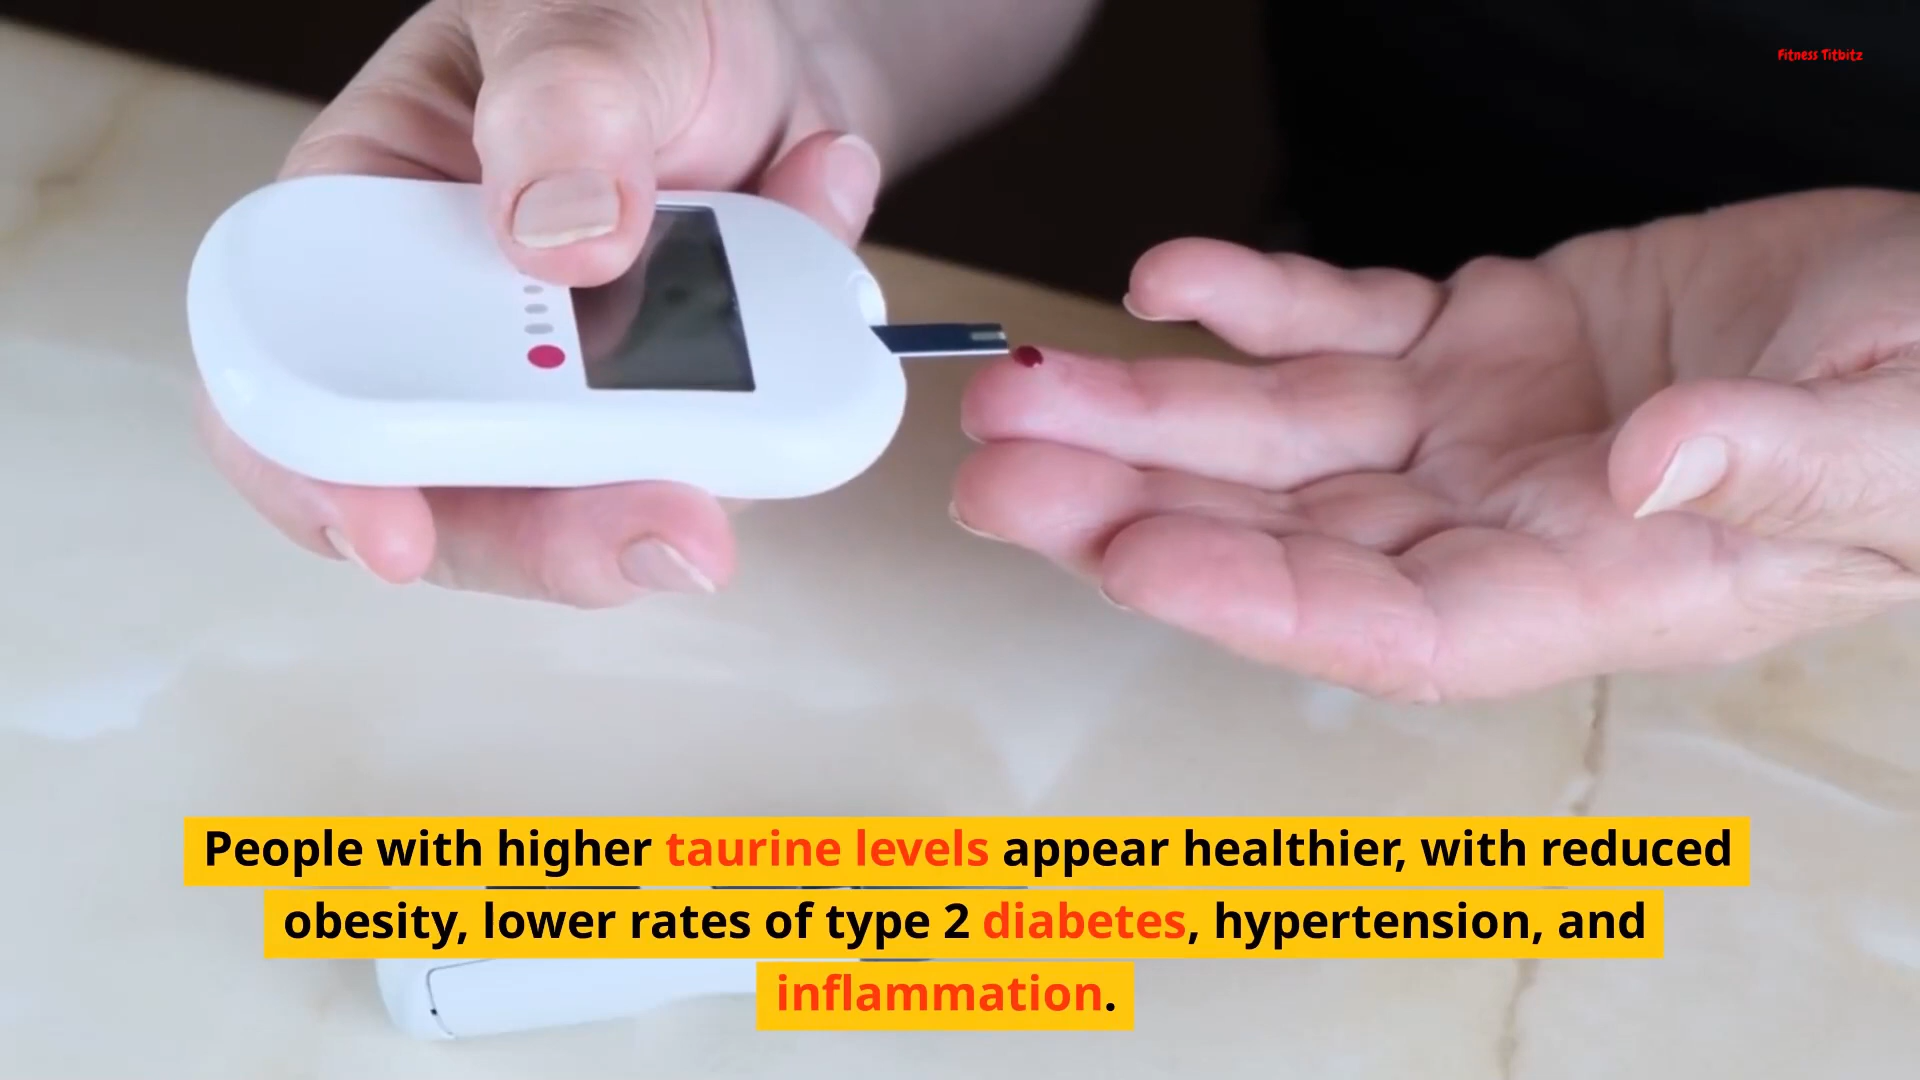 Fitness Titbitz
People with higher taurine levels appear healthier, with reduced
obesity, lower rates of type 2 diabetes, hypertension, and
inflammation.